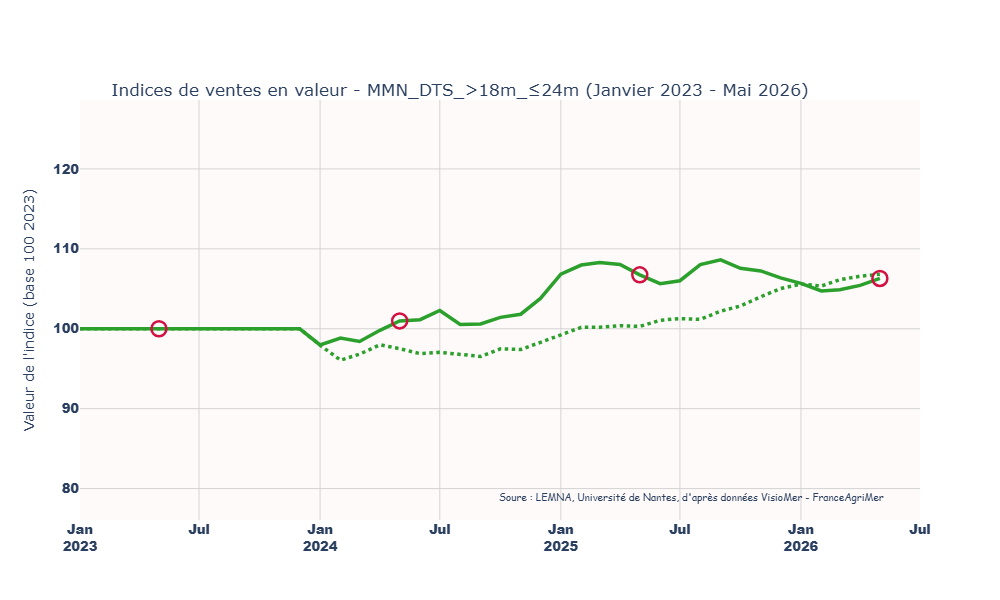 Indices de ventes en valeur - MMN_DTS_>18m_≤24m (Janvier 2023 - Mai 2026)
Valeur de l'indice (base 100 2023)
120
110
100
90
80
Soure : LEMNA, Université de Nantes, d'après données VisioMer - FranceAgriMer
Jan
2023
Jul
Jan
2024
Jul
Jan
2025
Jul
Jan
2026
Jul